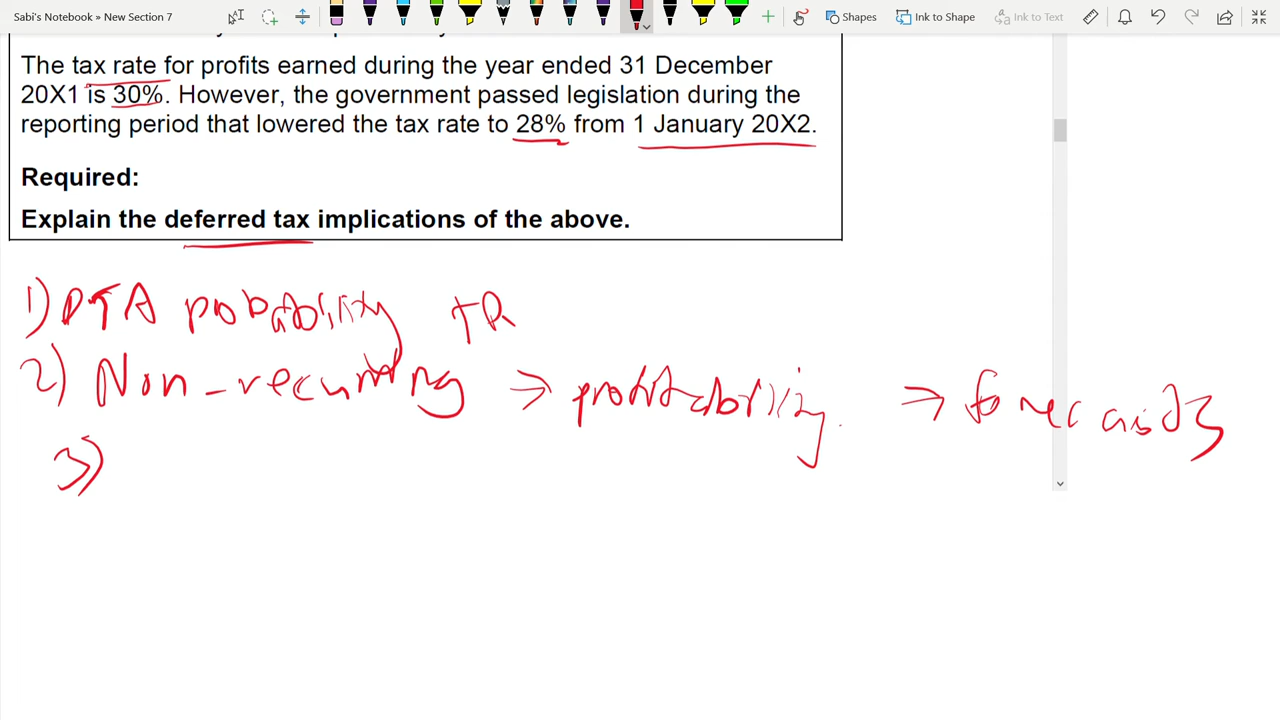 Sabi's Notebook » New Section 7
Shapes
Ink to Shape
Ink to Text
The tax rate for profits earned during the year ended 31 December
20X1 is 30%. However, the government passed legislation during the
reporting period that lowered the tax rate to 28% from 1 January 20X2.
Required:
Explain the deferred tax implications of the above.
1) DTA pobability TP
2) Non-recurring → profitability → forecasts
3)